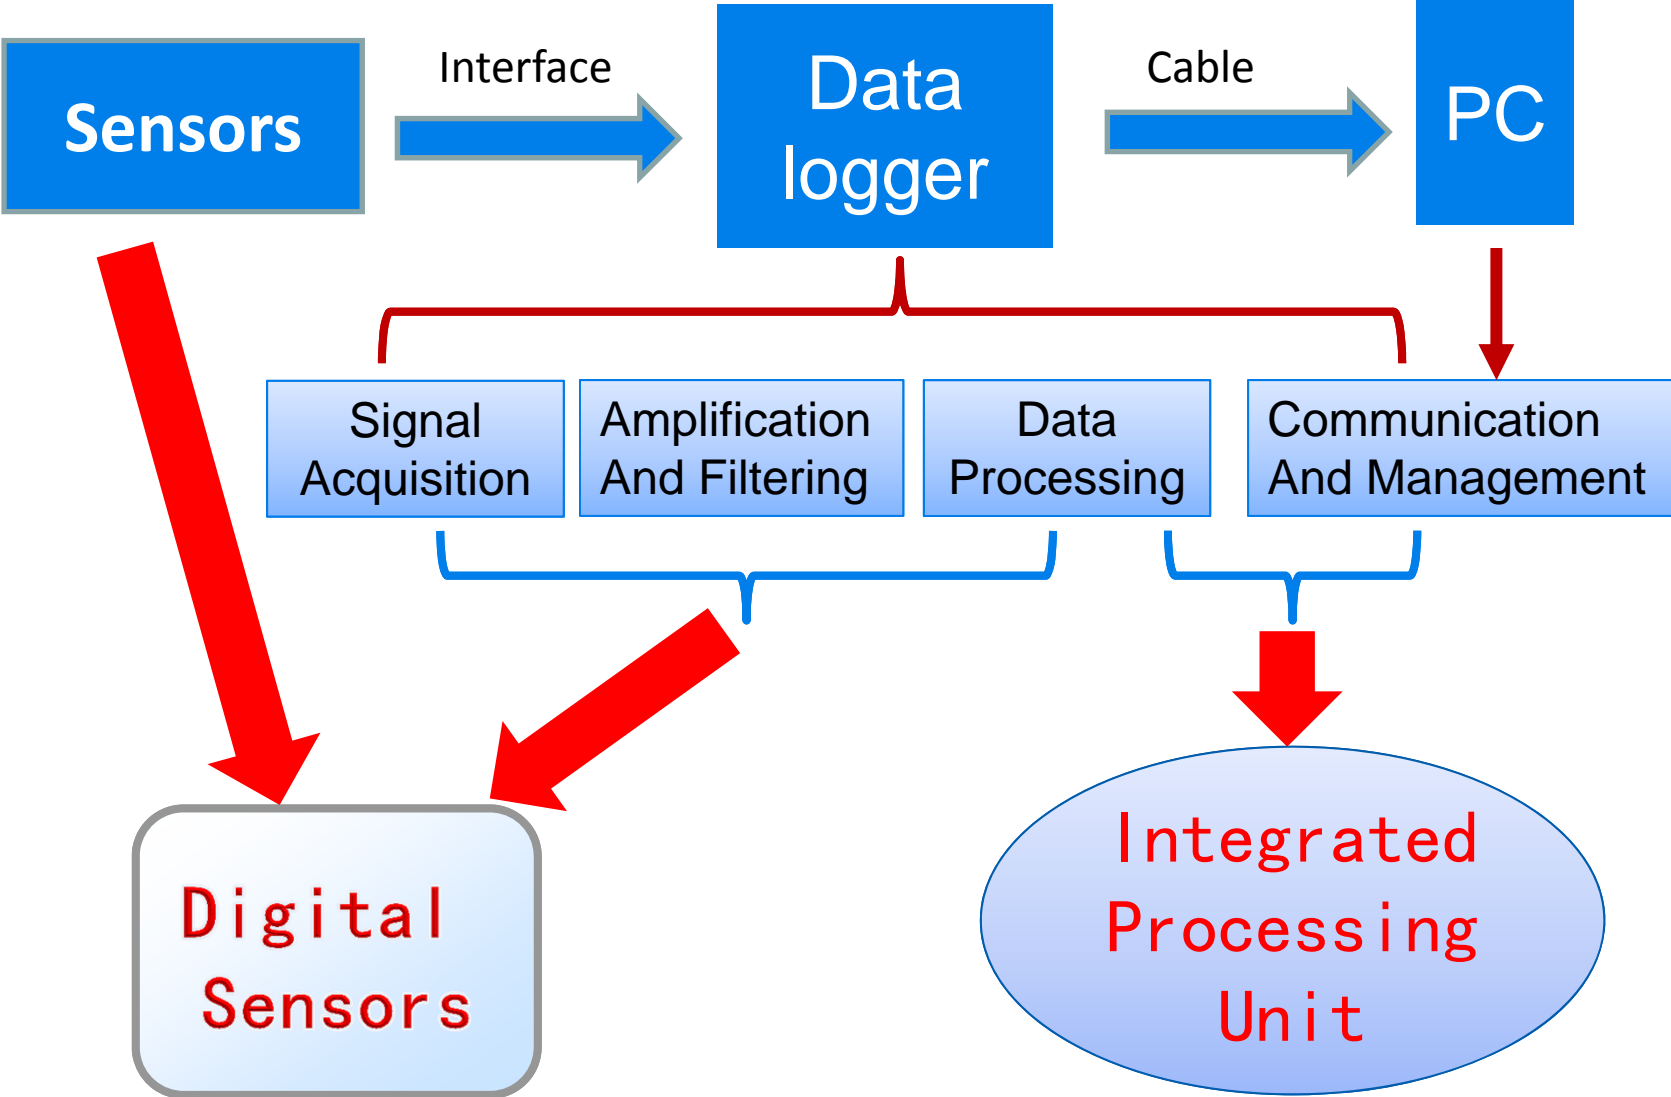 Sensors
Interface
Data
logger
Cable
PC
Signal
Acquisition
Amplification
And Filtering
Data
Processing
Communication
And Management
Digital
Sensors
Integrated
Processing
Unit